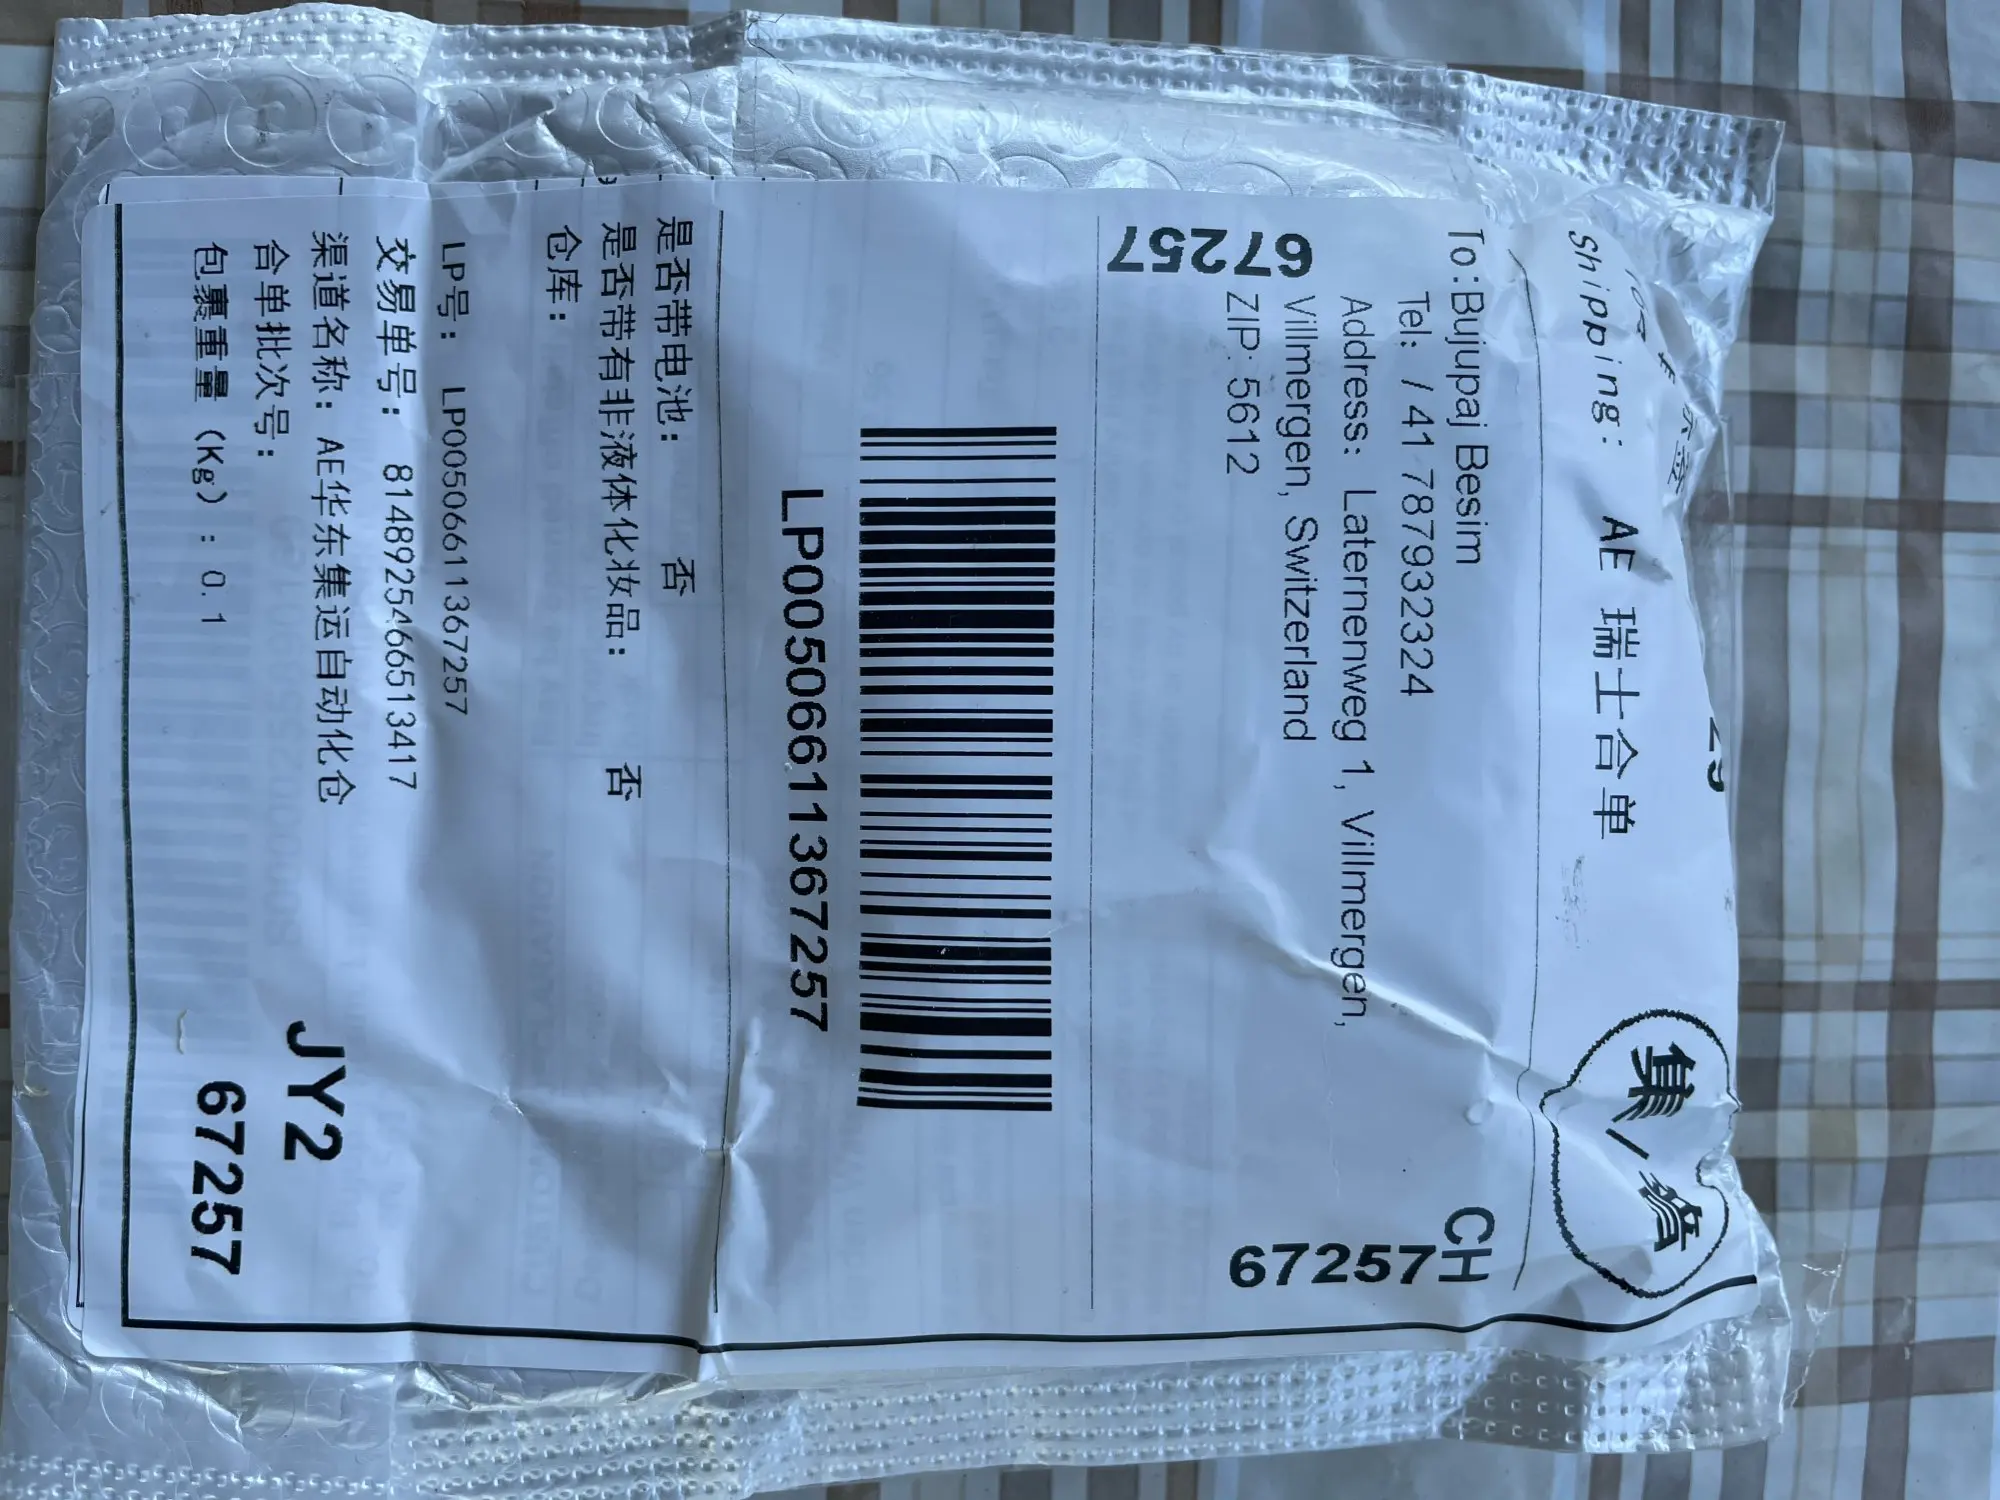 Shipping: AE 瑞士合单
集
To:Bujupaj Besim
CH
Tel: / 41 787932324
Address: Laternenweg 1, Villmergen,
Villmergen, Switzerland
ZIP: 5612
67257
67257
LP00506611367257
是否带电池: 否
是否带有非液体化妆品: 否
仓库:
LP号: LP00506611367257
交易单号: 8148925466513417
渠道名称: AE华东集运自动化仓
合单批次号:
JY2
包裹重量 (Kg) : 0.1
67257